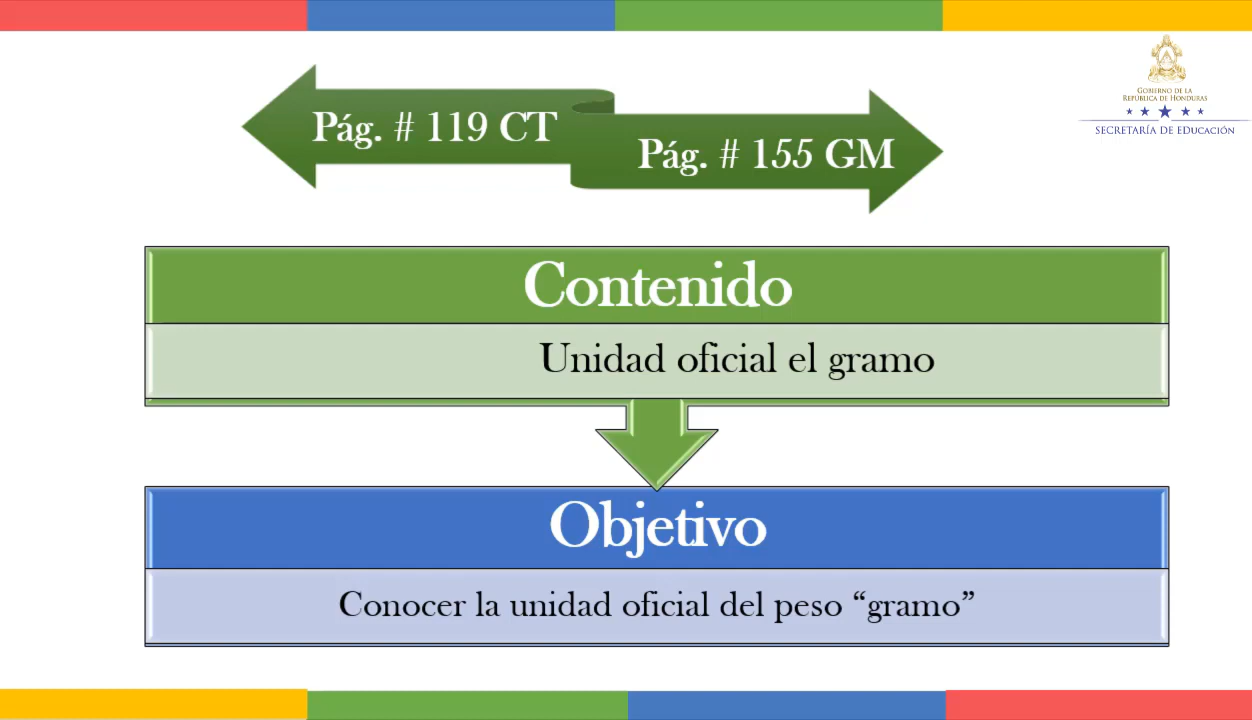 Pág. # 119 CT
Pág. # 155 GM
GOBIERNO DE LA
REPÚBLICA DE HONDURAS
SECRETARÍA DE EDUCACIÓN
Contenido
Unidad oficial el gramo
Objetivo
Conocer la unidad oficial del peso “gramo”